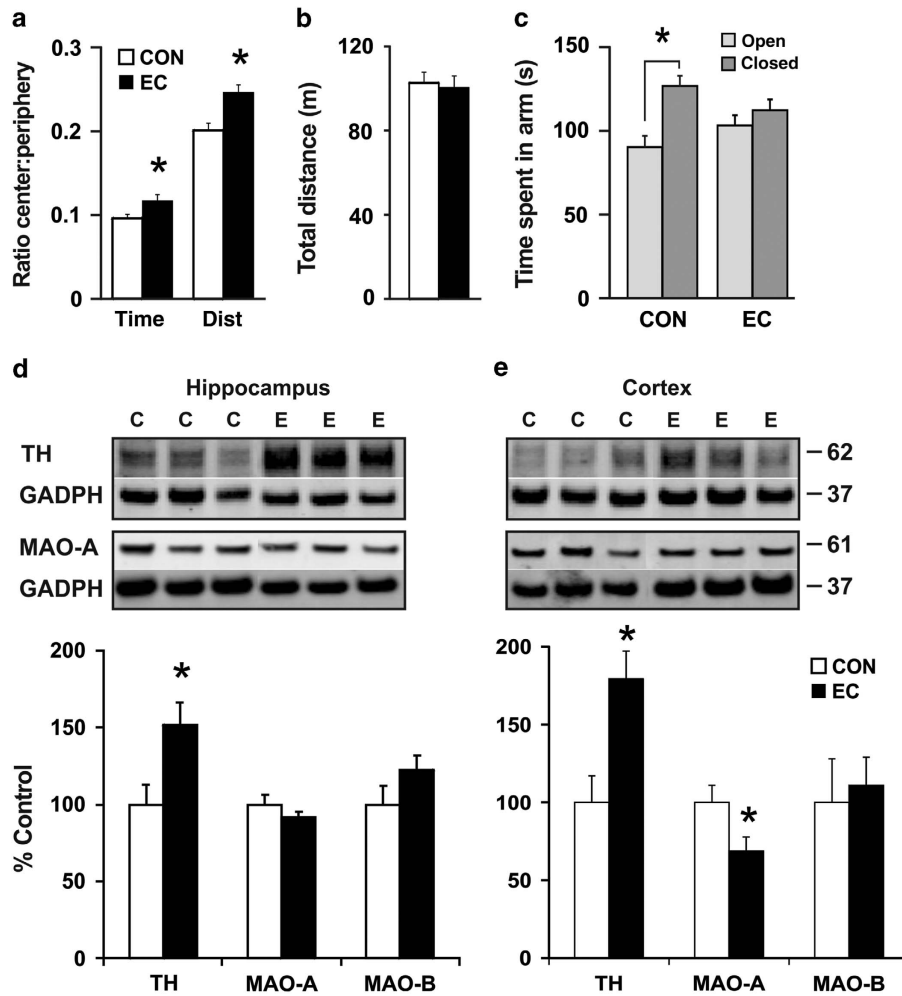 a
Ratio center:periphery
0.3
0.2
0.1
0
CON
EC
*
*
Time Dist
b
Total distance (m)
120
80
40
0
c
Time spent in arm (s)
150
100
50
0
Open
Closed
*
CON EC
d
Hippocampus
C C C E E E
TH
GADPH
MAO-A
GADPH
e
Cortex
C C C E E E
62
37
61
37
% Control
200
150
100
50
0
*
TH MAO-A MAO-B
200
150
100
50
0
*
*
CON
EC
TH MAO-A MAO-B